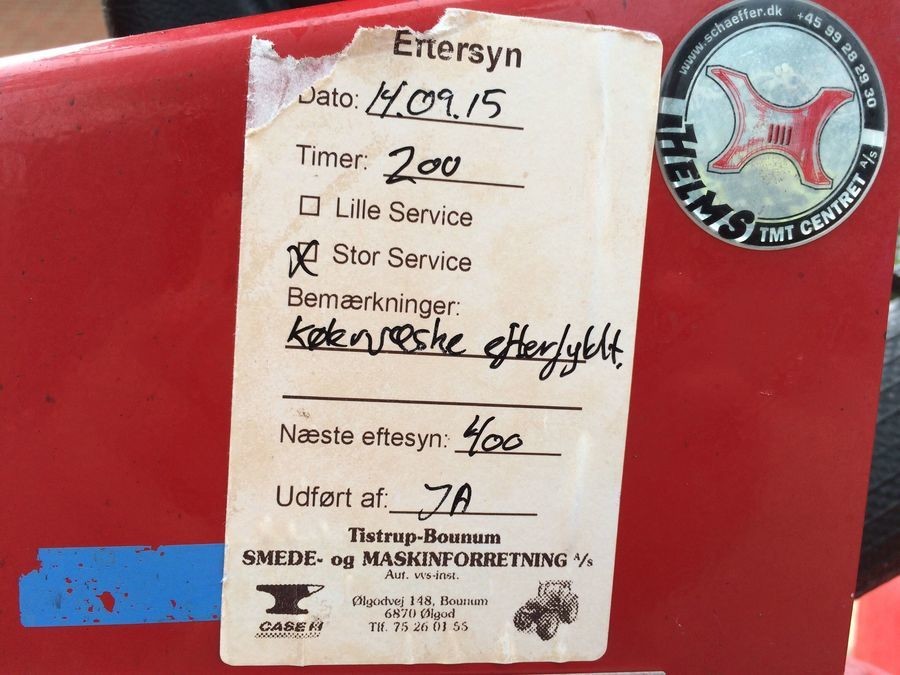 Eftersyn
Dato: 14.09.15
Timer: 200
Lille Service
Stor Service
Bemærkninger:
Kølervæske efterfyldt.
Næste eftesyn: 400
Udført af: JA
Tistrup-Bounum
SMEDE- og MASKINFORRETNING A/s
Aut. vvs-inst.
Ølgodvej 148, Bounum
6870 Ølgod
Tlf. 75 26 01 55
CASE IH
www.schaeffer.dk +45 99 28 29 30
THELMS
TMT CENTRET A/s